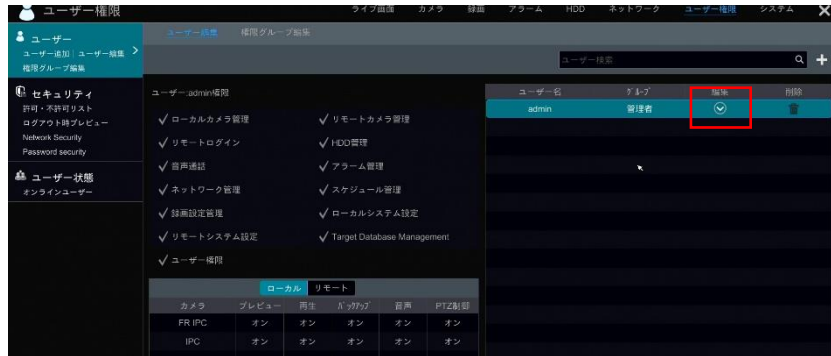 ユーザー権限
ライブ画面 カメラ 録画 アラーム HDD ネットワーク ユーザー権限 システム
ユーザー
ユーザー追加 ユーザー編集
権限グループ編集
セキュリティ
許可・不許可リスト
ログアウト時プレビュー
Network Security
Password security
ユーザー状態
オンラインユーザー
ユーザー編集 権限グループ編集
ユーザー検索
ユーザー:admin権限
ローカルカメラ管理 リモートカメラ管理
リモートログイン HDD管理
音声通話 アラーム管理
ネットワーク管理 スケジュール管理
録画設定管理 ローカルシステム設定
リモートシステム設定 Target Database Management
ユーザー権限
ローカル リモート
カメラ プレビュー 再生 バックアップ 音声 PTZ制御
FR IPC オン オン オン オン オン
IPC オン オン オン オン オン
ユーザー名 グループ 編集 削除
admin 管理者